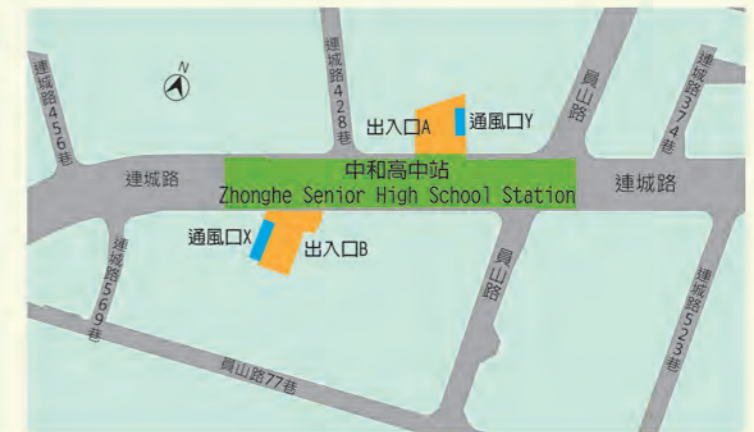 N
連城路456巷
連城路428巷
員山路
連城路374巷
出入口A
通風口Y
連城路
中和高中站
Zhonghe Senior High School Station
連城路
通風口X
出入口B
連城路569巷
員山路
連城路523巷
員山路77巷